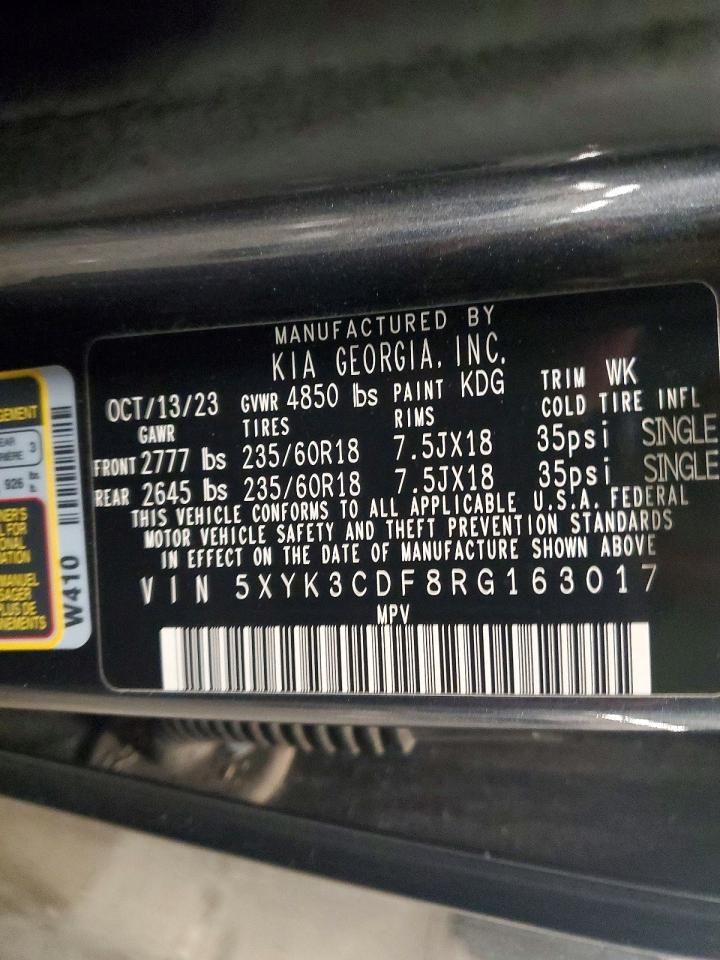 MANUFACTURED BY
KIA GEORGIA, INC.
OCT/13/23 GVWR 4850 lbs PAINT KDG TRIM WK
GAWR TIRES RIMS COLD TIRE INFL
FRONT 2777 lbs 235/60R18 7.5JX18 35psi SINGLE
REAR 2645 lbs 235/60R18 7.5JX18 35psi SINGLE
THIS VEHICLE CONFORMS TO ALL APPLICABLE U.S.A. FEDERAL
MOTOR VEHICLE SAFETY AND THEFT PREVENTION STANDARDS
IN EFFECT ON THE DATE OF MANUFACTURE SHOWN ABOVE
VIN 5XYK3CDF8RG163017
MPV
3
926 lbs.
W410